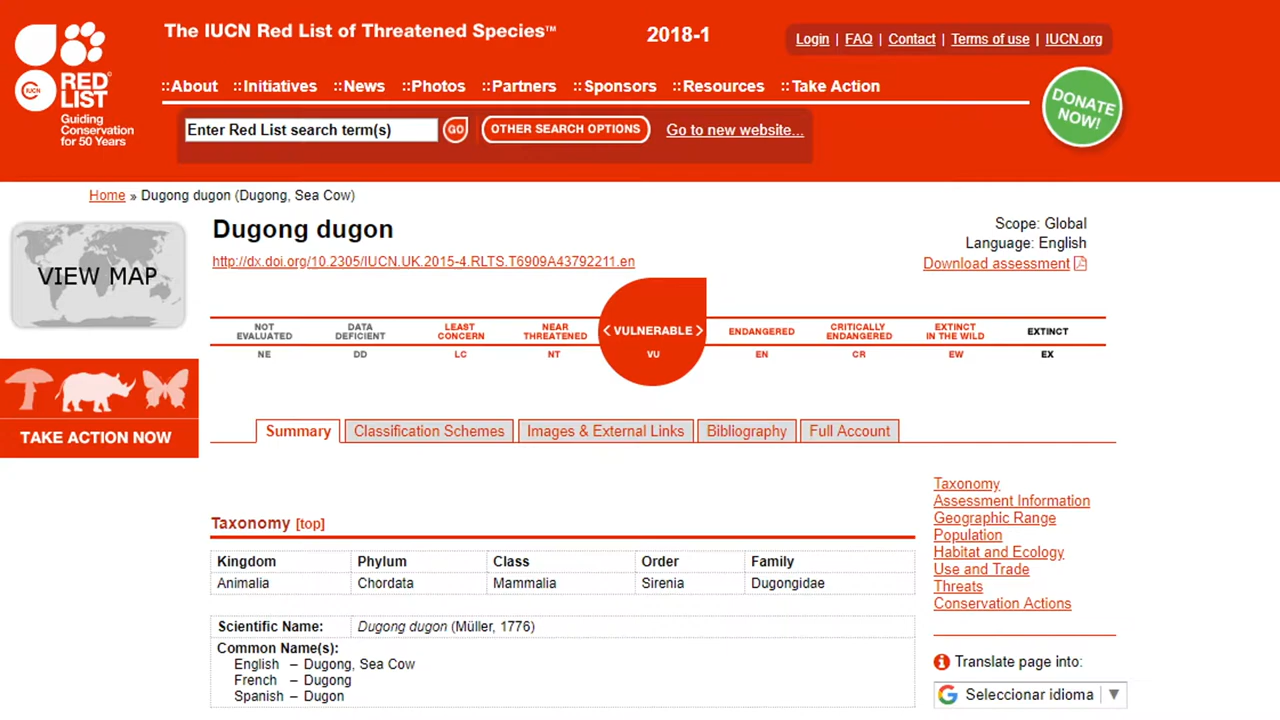 The IUCN Red List of Threatened Species™
2018-1
Login | FAQ | Contact | Terms of use | IUCN.org
IUCN
RED
LIST
Guiding
Conservation
for 50 Years
::About ::Initiatives ::News ::Photos ::Partners ::Sponsors ::Resources ::Take Action
DONATE
NOW!
Enter Red List search term(s)
GO
OTHER SEARCH OPTIONS
Go to new website...
Home » Dugong dugon (Dugong, Sea Cow)
VIEW MAP
TAKE ACTION NOW
Dugong dugon
http://dx.doi.org/10.2305/IUCN.UK.2015-4.RLTS.T6909A43792211.en
Scope: Global
Language: English
Download assessment
NOT
EVALUATED
NE
DATA
DEFICIENT
DD
LEAST
CONCERN
LC
NEAR
THREATENED
NT
< VULNERABLE >
VU
ENDANGERED
EN
CRITICALLY
ENDANGERED
CR
EXTINCT
IN THE WILD
EW
EXTINCT
EX
Summary Classification Schemes Images & External Links Bibliography Full Account
Taxonomy [top]
Kingdom Phylum Class Order Family
Animalia Chordata Mammalia Sirenia Dugongidae
Scientific Name: Dugong dugon (Müller, 1776)
Common Name(s):
English – Dugong, Sea Cow
French – Dugong
Spanish – Dugon
Taxonomy
Assessment Information
Geographic Range
Population
Habitat and Ecology
Use and Trade
Threats
Conservation Actions
Translate page into:
G Seleccionar idioma ▼